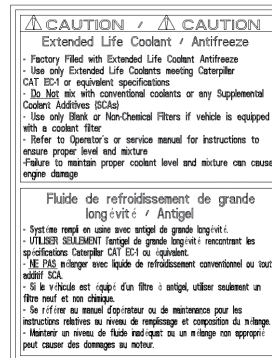 ⚠ CAUTION / ⚠ CAUTION
Extended Life Coolant / Antifreeze
- Factory Filled with Extended Life Coolant Antifreeze
- Use only Extended Life Coolants meeting Caterpillar
CAT EC-1 or equivalent specifications
- Do Not mix with conventional coolants or any Supplemental
Coolant Additives (SCAs)
- Use only Blank or Non-Chemical Filters if vehicle is equipped
with a coolant filter
- Refer to Operator's or service manual for instructions to
ensure proper level and mixture
-Failure to maintain proper coolant level and mixture can cause
engine damage
Fluide de refroidissement de grande
longévité / Antigel
- Système rempli en usine avec antigel de grande longévité.
- UTILISER SEULEMENT l'antigel de grande longévité rencontrant les
spécifications Caterpillar CAT EC-1 ou équivalent.
- NE PAS mélanger avec liquide de refroidissement conventionnel ou tout
additif SCA.
- Si le véhicule est équipé d'un filtre à antigel, utiliser seulement un
filtre neuf et non chimique.
- Se référer au manuel d'opérateur ou de maintenance pour les
instructions relatives au niveau de remplissage et composition du mélange.
- Maintenir un niveau de fluide inadéquat ou un mélange non approprié
peut causer des dommages au moteur.